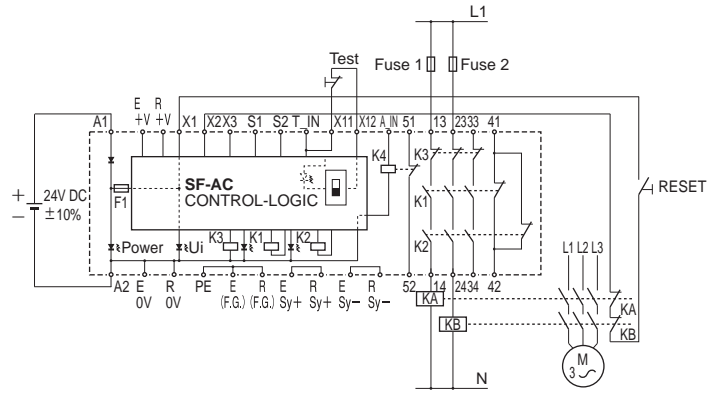 L1
Test
Fuse 1 Fuse 2
E R
+V +V
A1 X1 X2 X3 S1 S2 T_IN X11 X12 A_IN 51 13 23 33 41
K4 K3
SF-AC
CONTROL-LOGIC
F1
+
−
24V DC
±10%
RESET
K1
K3 K1 K2
Power Ui
K2
L1 L2 L3
A2 E R PE E R E R E R 52 14 24 34 42
0V 0V (F.G.) (F.G.) Sy+ Sy+ Sy− Sy−
KA
KA
KB
KB
M
3
N